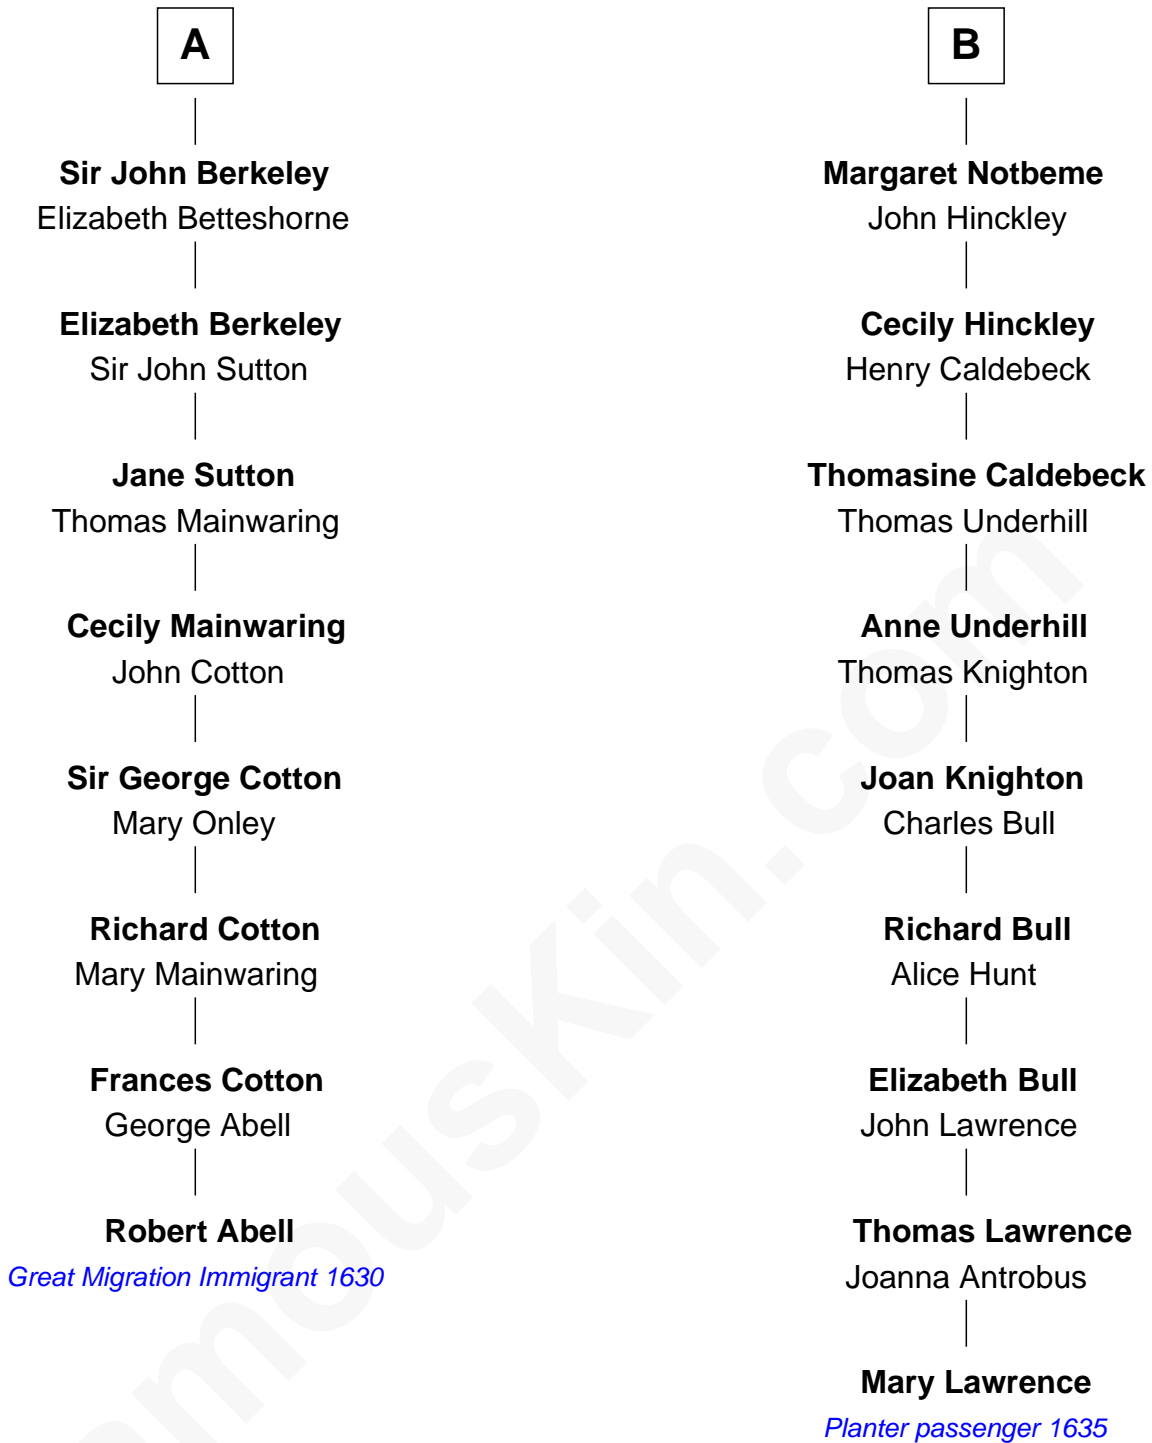 A
Sir John Berkeley
Elizabeth Betteshorne
Elizabeth Berkeley
Sir John Sutton
Jane Sutton
Thomas Mainwaring
Cecily Mainwaring
John Cotton
Sir George Cotton
Mary Onley
Richard Cotton
Mary Mainwaring
Frances Cotton
George Abell
Robert Abell
Great Migration Immigrant 1630
B
Margaret Notbeme
John Hinckley
Cecily Hinckley
Henry Caldebeck
Thomasine Caldebeck
Thomas Underhill
Anne Underhill
Thomas Knighton
Joan Knighton
Charles Bull
Richard Bull
Alice Hunt
Elizabeth Bull
John Lawrence
Thomas Lawrence
Joanna Antrobus
Mary Lawrence
Planter passenger 1635
amousKin.com